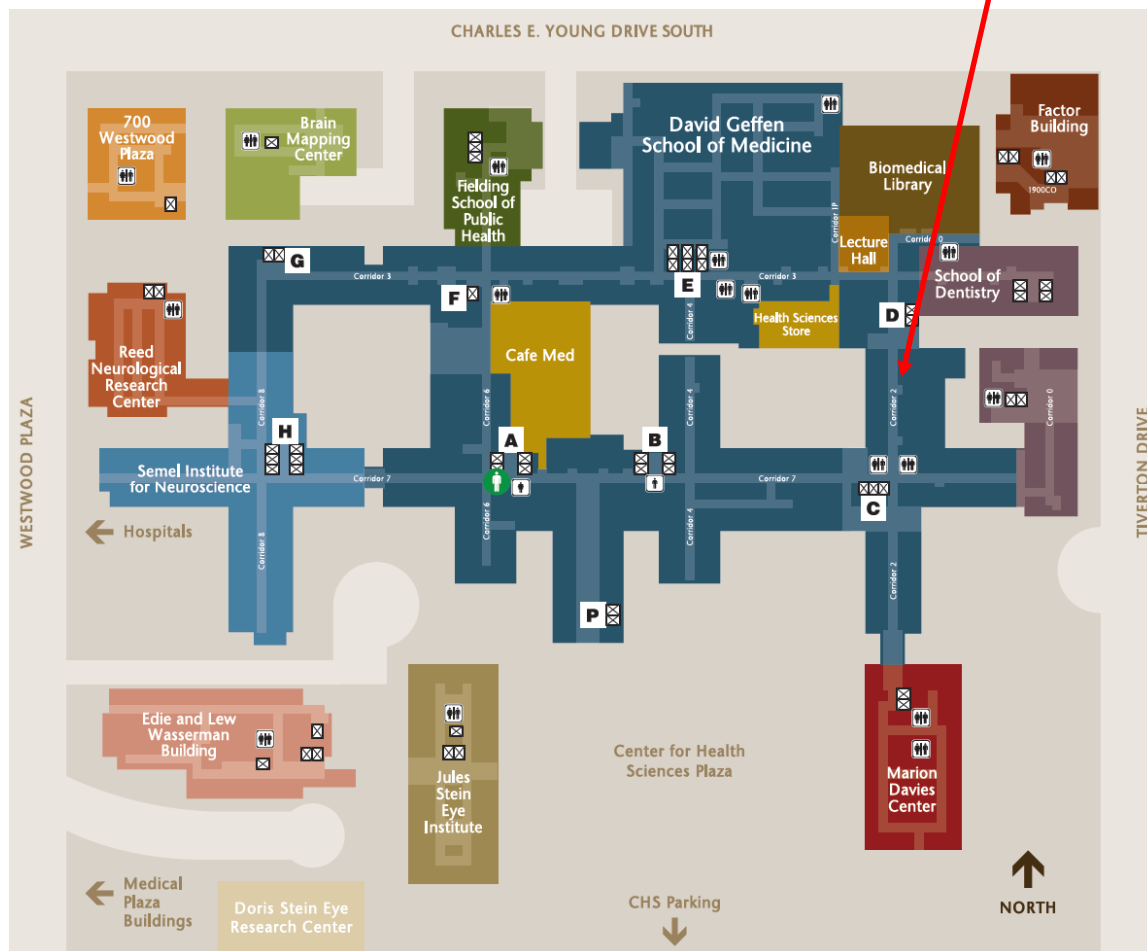 CHARLES E. YOUNG DRIVE SOUTH
700
Westwood
Plaza
Brain
Mapping
Center
Fielding
School of
Public
Health
David Geffen
School of Medicine
Corridor 1P
Biomedical
Library
Factor
Building
1900CO
Lecture
Hall
Corridor 0
G
Corridor 3
F
E
Corridor 4
Corridor 3
Health Sciences
Store
D
School of
Dentistry
Reed
Neurological
Research
Center
Corridor 8
Cafe Med
Corridor 6
Corridor 4
Corridor 2
Corridor 0
WESTWOOD PLAZA
TIVERTON DRIVE
H
A
B
Semel Institute
for Neuroscience
Corridor 7
Corridor 7
C
Hospitals
Corridor 8
Corridor 6
Corridor 4
Corridor 2
P
Edie and Lew
Wasserman
Building
Jules
Stein
Eye
Institute
Center for Health
Sciences Plaza
Marion
Davies
Center
Medical
Plaza
Buildings
Doris Stein Eye
Research Center
CHS Parking
NORTH